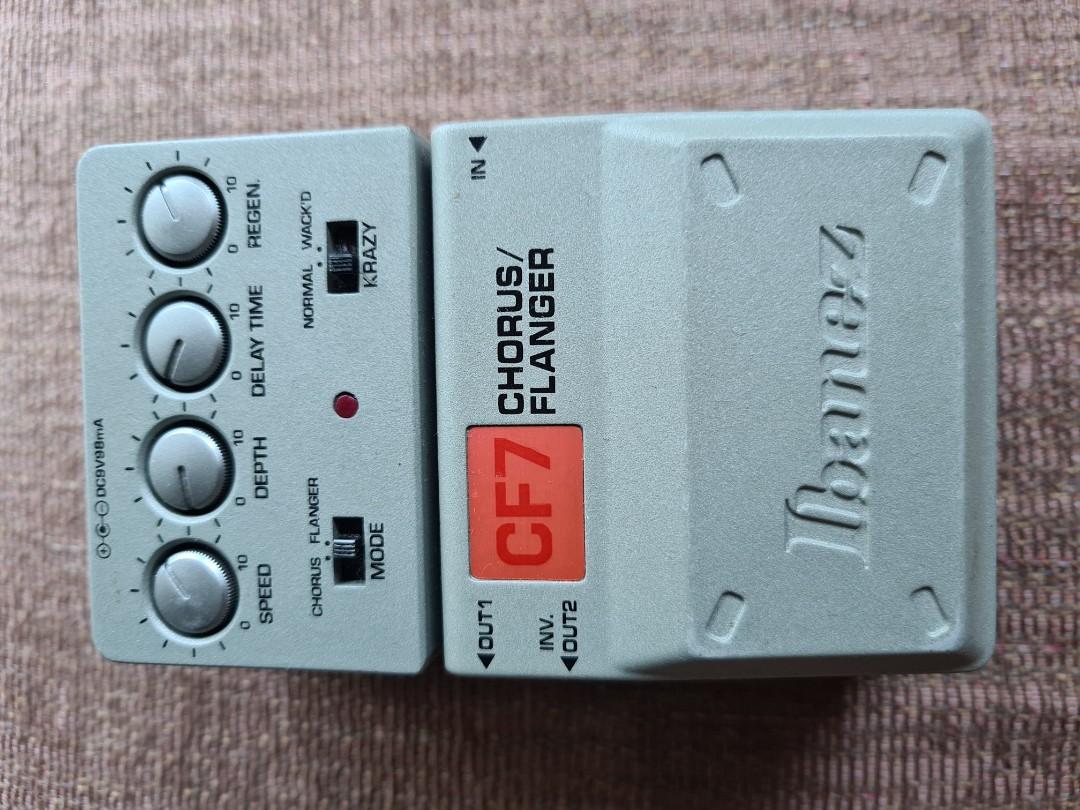 ⊕-C-⊖ DC9V98mA
SPEED
0 10
DEPTH
0 10
DELAY TIME
0 10
REGEN.
0 10
CHORUS FLANGER
MODE
NORMAL WACK'D
KRAZY
◀ OUT1
INV.
◀ OUT2
CF7
CHORUS/
FLANGER
IN ◀
Ibanez